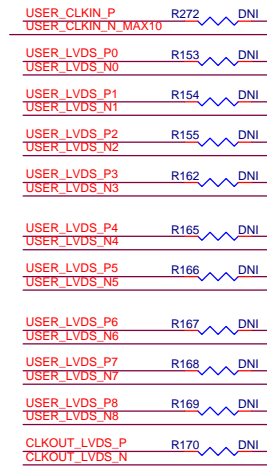 USER_CLKIN_P R272 DNI
USER_CLKIN_N_MAX10
USER_LVDS_P0 R153 DNI
USER_LVDS_N0
USER_LVDS_P1 R154 DNI
USER_LVDS_N1
USER_LVDS_P2 R155 DNI
USER_LVDS_N2
USER_LVDS_P3 R162 DNI
USER_LVDS_N3
USER_LVDS_P4 R165 DNI
USER_LVDS_N4
USER_LVDS_P5 R166 DNI
USER_LVDS_N5
USER_LVDS_P6 R167 DNI
USER_LVDS_N6
USER_LVDS_P7 R168 DNI
USER_LVDS_N7
USER_LVDS_P8 R169 DNI
USER_LVDS_N8
CLKOUT_LVDS_P R170 DNI
CLKOUT_LVDS_N